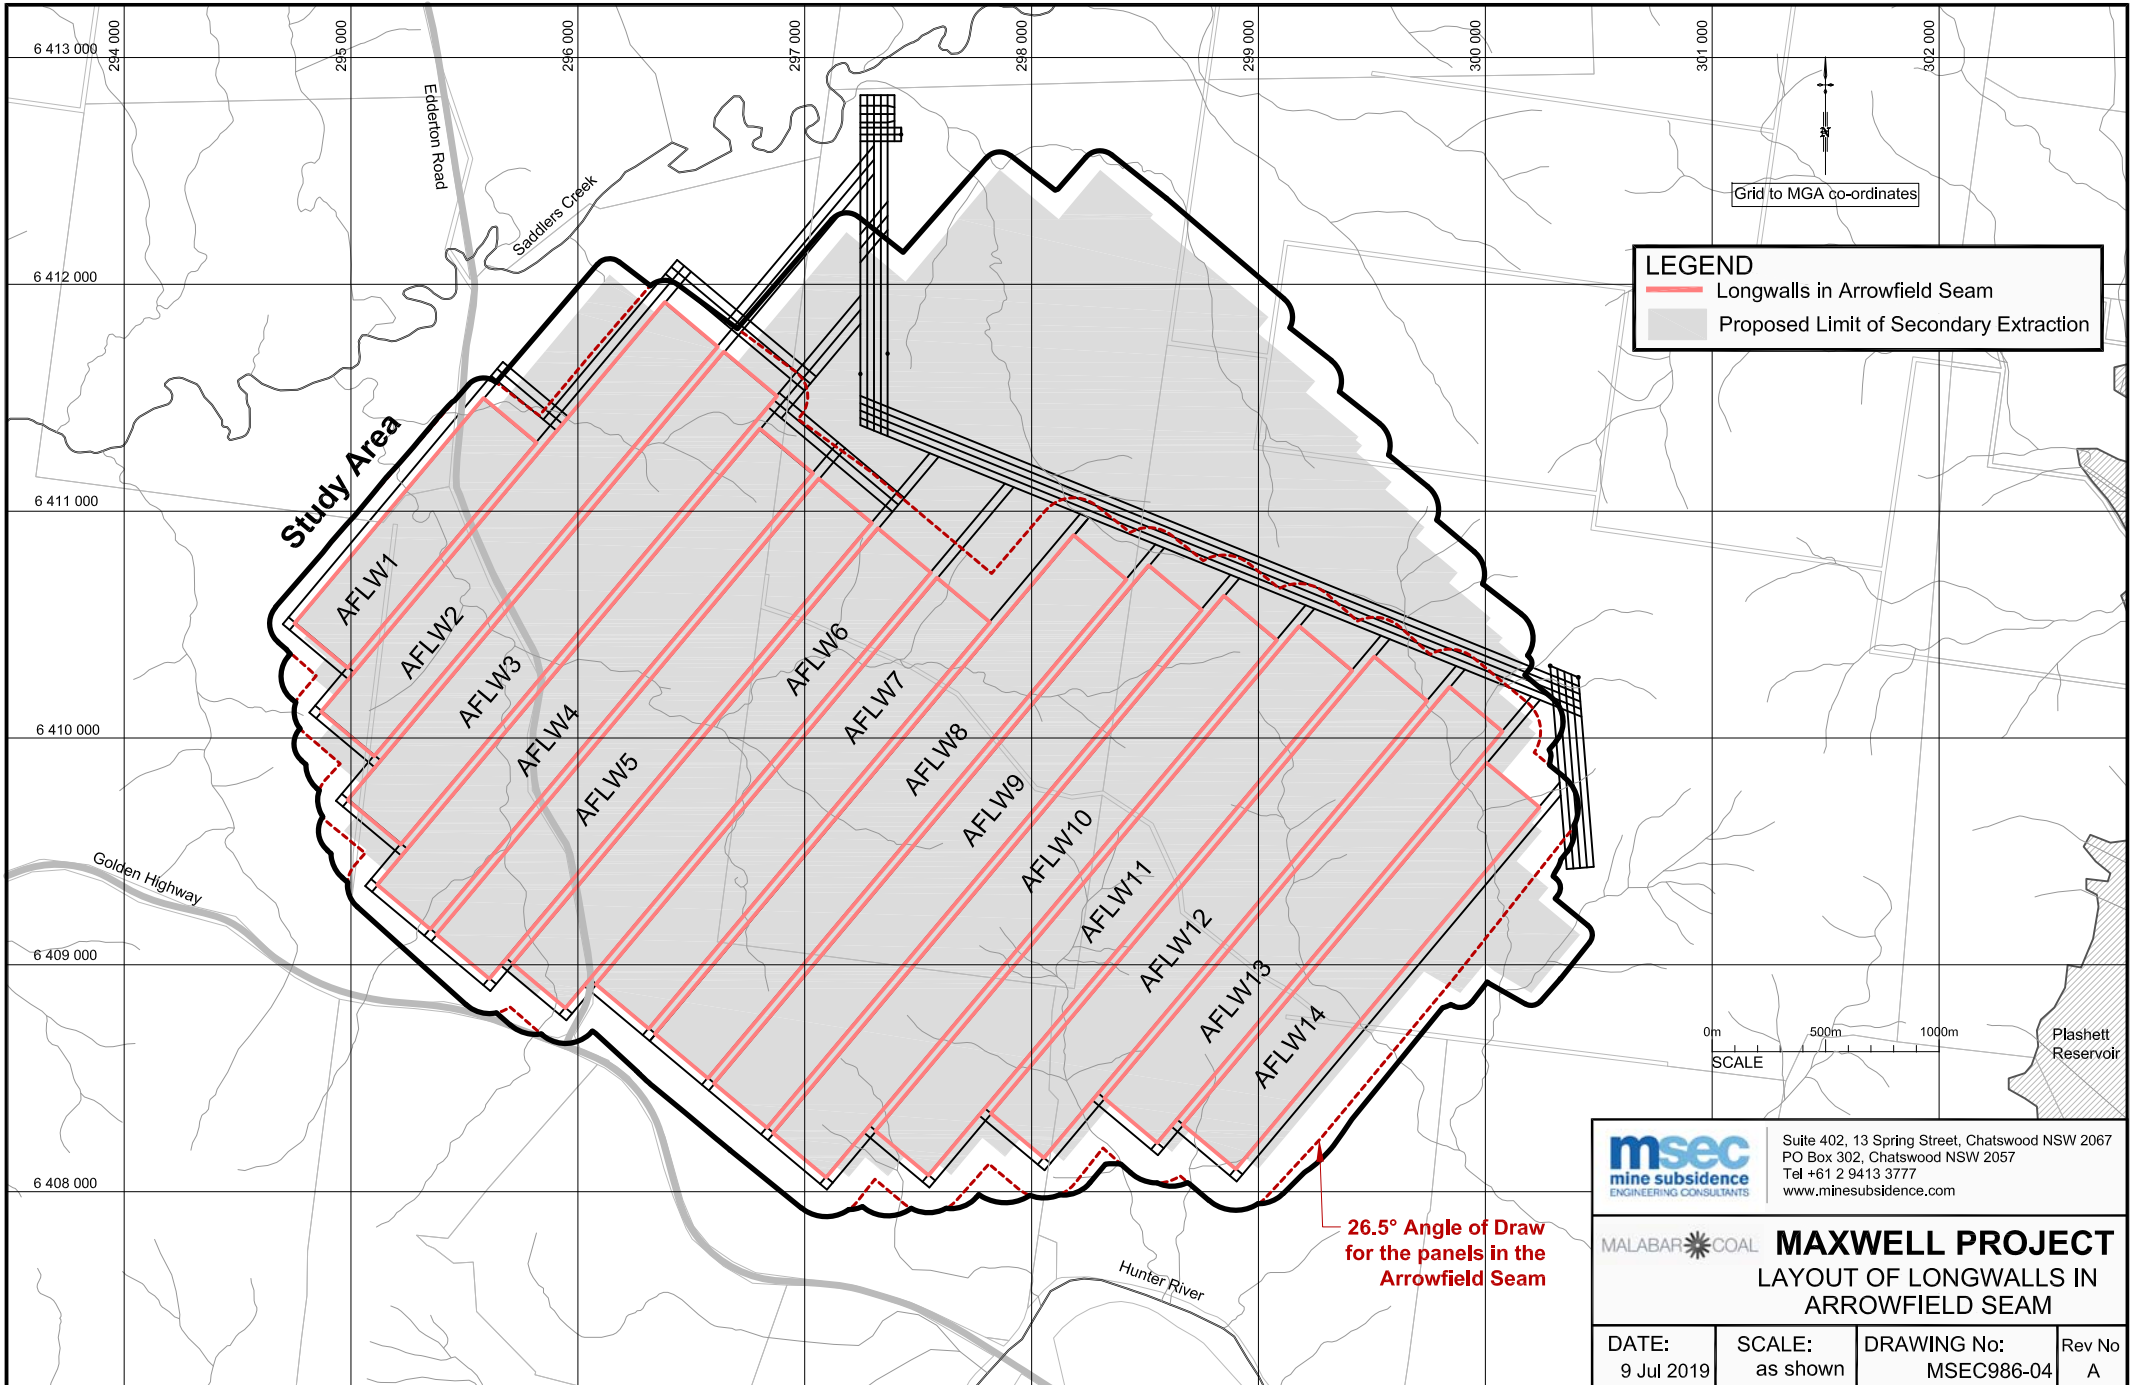 294 000
295 000
296 000
297 000
298 000
299 000
300 000
301 000
302 000
6 413 000
6 412 000
6 411 000
6 410 000
6 409 000
6 408 000
Edderton Road
Saddlers Creek
N
Grid to MGA co-ordinates
LEGEND
Longwalls in Arrowfield Seam
Proposed Limit of Secondary Extraction
Study Area
AFLW1
AFLW2
AFLW3
AFLW4
AFLW5
AFLW6
AFLW7
AFLW8
AFLW9
AFLW10
AFLW11
AFLW12
AFLW13
AFLW14
Golden Highway
Hunter River
0m 500m 1000m
SCALE
Plashett
Reservoir
26.5° Angle of Draw
for the panels in the
Arrowfield Seam
msec
mine subsidence
ENGINEERING CONSULTANTS
Suite 402, 13 Spring Street, Chatswood NSW 2067
PO Box 302, Chatswood NSW 2057
Tel +61 2 9413 3777
www.minesubsidence.com
MALABAR COAL
MAXWELL PROJECT
LAYOUT OF LONGWALLS IN
ARROWFIELD SEAM
DATE:
9 Jul 2019
SCALE:
as shown
DRAWING No:
MSEC986-04
Rev No
A